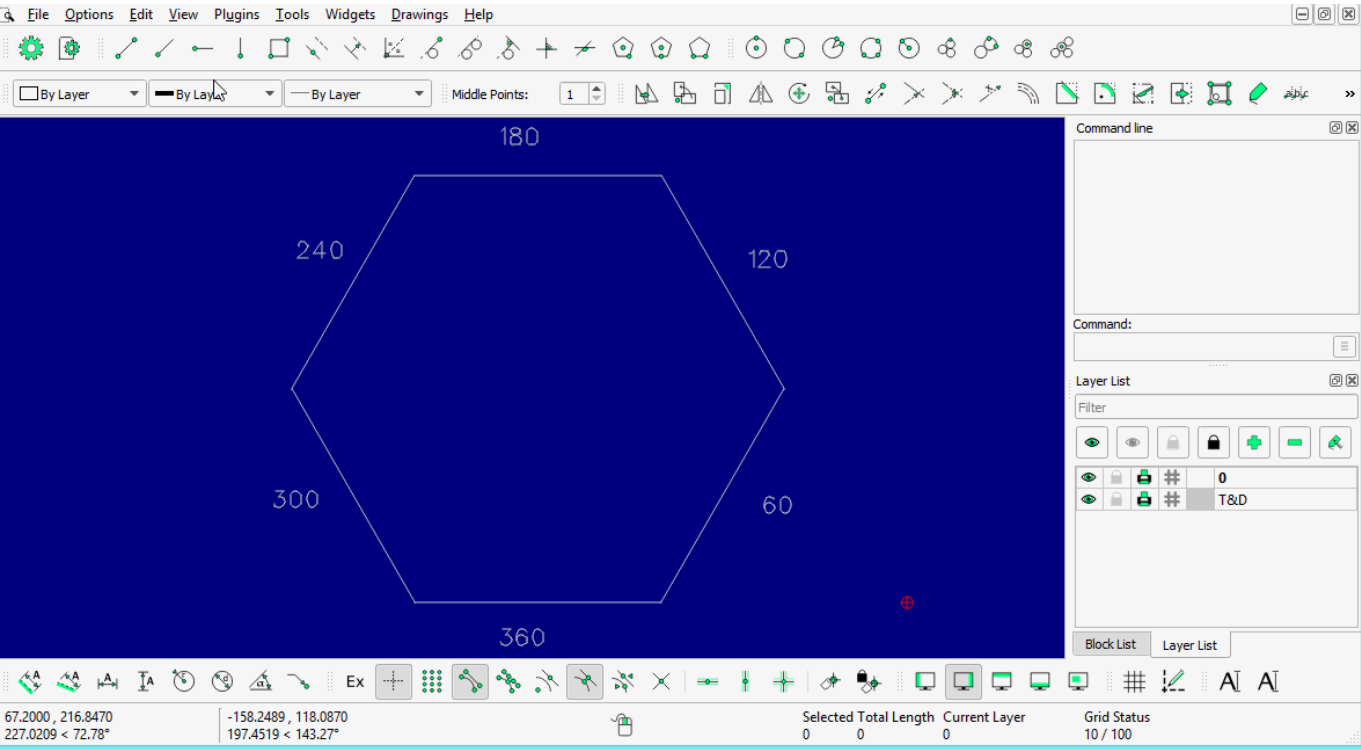 File Options Edit View Plugins Tools Widgets Drawings Help
By Layer By Layer By Layer Middle Points: 1 abc »
Command line
180
240
120
Command:
Layer List
Filter
0
T&D
300
60
360
Block List Layer List
A A A Ex A A
67.2000 , 216.8470 -158.2489 , 118.0870 Selected Total Length Current Layer Grid Status
227.0209 < 72.78° 197.4519 < 143.27° 0 0 0 10 / 100